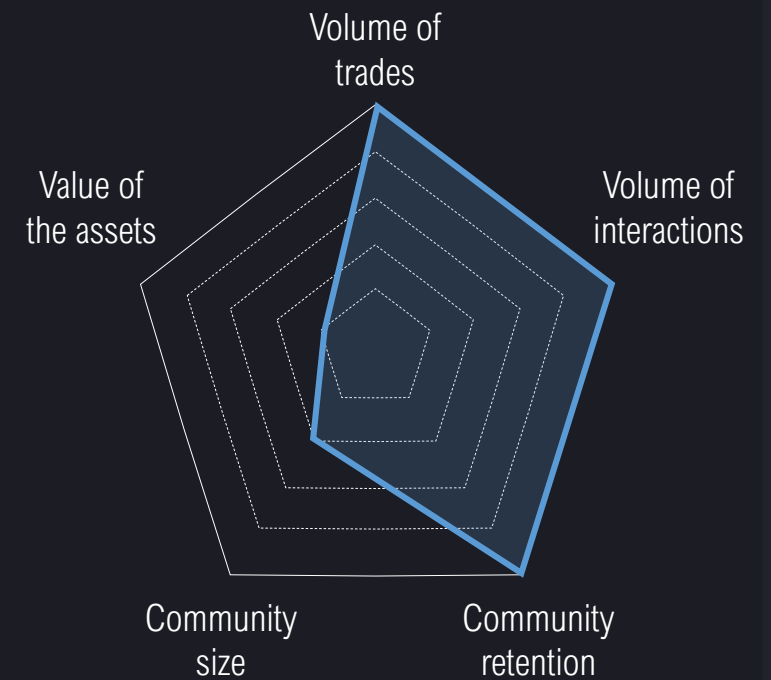 Volume of
trades
Value of
the assets
Volume of
interactions
Community
size
Community
retention